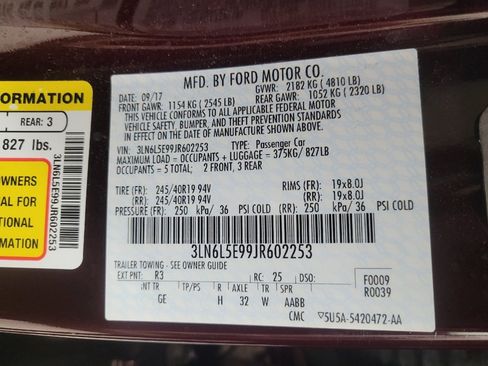 FORMATION
REAR: 3
827 lbs.
OWNERS
IAL FOR
TIONAL
RMATION
3LN6L5E99JR602253
MFD. BY FORD MOTOR CO.
DATE: 09/17 GVWR: 2182 KG ( 4810 LB)
FRONT GAWR: 1154 KG ( 2545 LB) REAR GAWR: 1052 KG ( 2320 LB)
THIS VEHICLE CONFORMS TO ALL APPLICABLE FEDERAL MOTOR
VEHICLE SAFETY, BUMPER, AND THEFT PREVENTION STANDARDS
IN EFFECT ON THE DATE OF MANUFACTURE SHOWN ABOVE.
VIN: 3LN6L5E99JR602253 TYPE: Passenger Car
MAXIMUM LOAD = OCCUPANTS + LUGGAGE = 375KG/ 827LB
OCCUPANTS = 5 TOTAL; 2 FRONT, 3 REAR
TIRE (FR): 245/40R19 94V RIMS (FR): 19x8.0J
(RR): 245/40R19 94V (RR): 19x8.0J
PRESSURE (FR): 250 kPa/ 36 PSI COLD (RR): 250 kPa/ 36 PSI COLD
3LN6L5E99JR602253
TRAILER TOWING - SEE OWNER GUIDE
EXT PNT: R3 RC: 25 DSO: F0009
R0039
INT TR TP/PS R AXLE TR SPR
GE H 32 W AABB
CMC ▽5U5A-5420472-AA